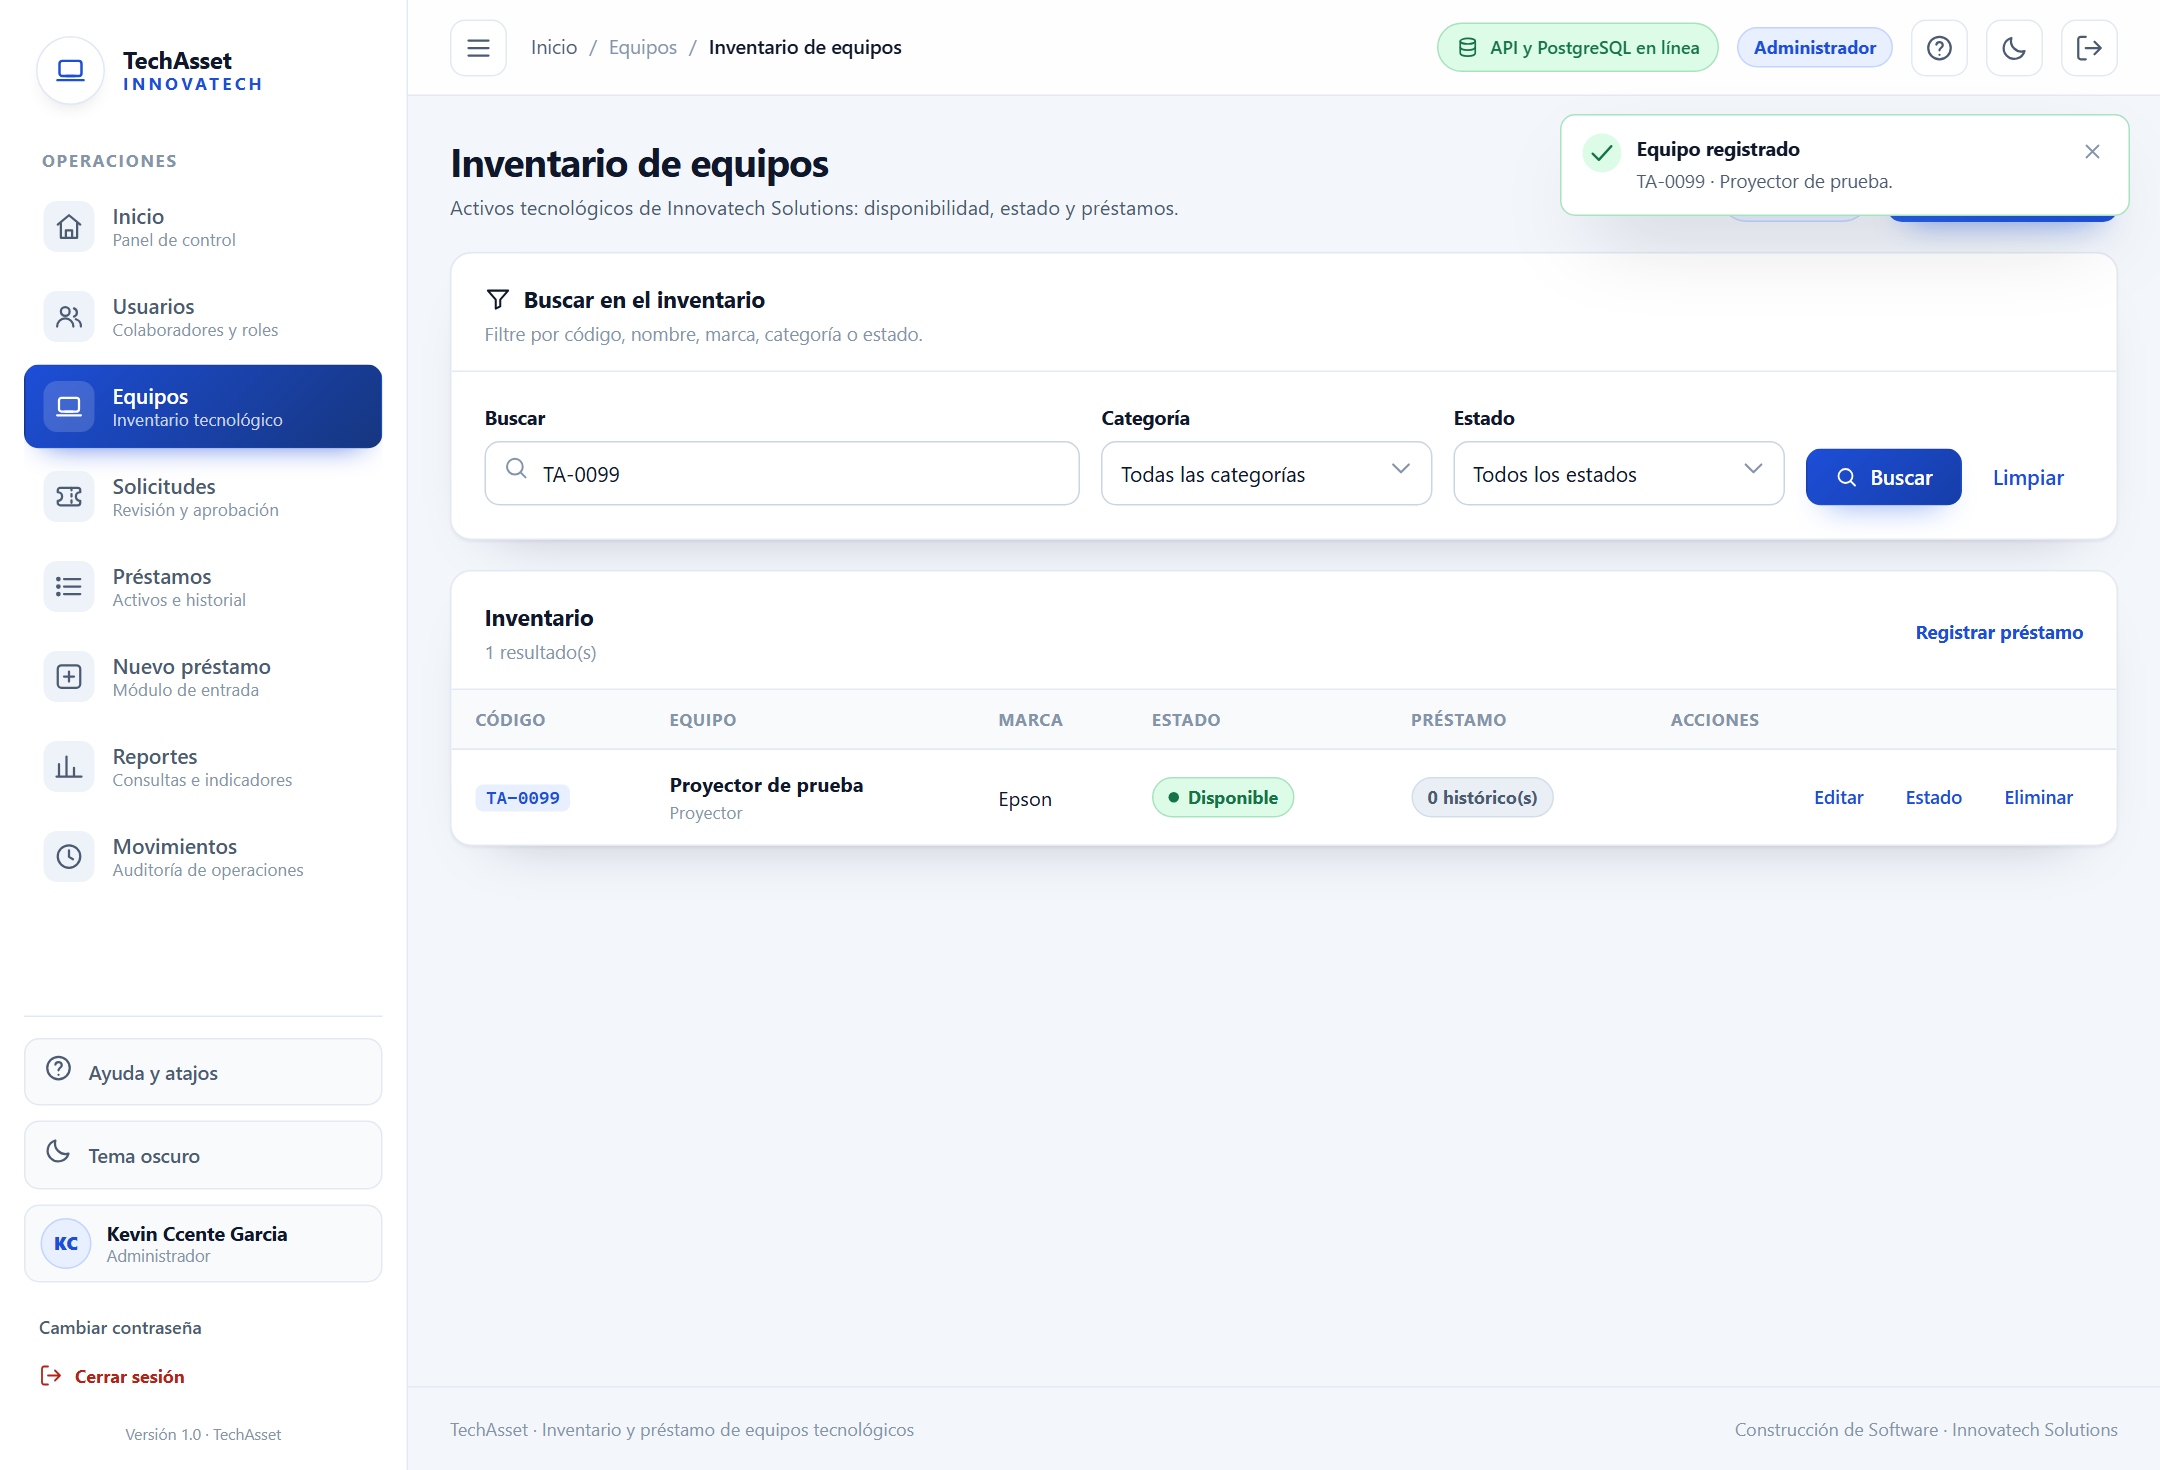 TechAsset
INNOVATECH
OPERACIONES
Inicio
Panel de control
Usuarios
Colaboradores y roles
Equipos
Inventario tecnológico
Solicitudes
Revisión y aprobación
Préstamos
Activos e historial
Nuevo préstamo
Módulo de entrada
Reportes
Consultas e indicadores
Movimientos
Auditoría de operaciones
Ayuda y atajos
Tema oscuro
KC
Kevin Ccente Garcia
Administrador
Cambiar contraseña
Cerrar sesión
Versión 1.0 · TechAsset
Inicio / Equipos / Inventario de equipos
API y PostgreSQL en línea
Administrador
Equipo registrado
TA-0099 · Proyector de prueba.
Inventario de equipos
Activos tecnológicos de Innovatech Solutions: disponibilidad, estado y préstamos.
Buscar en el inventario
Filtre por código, nombre, marca, categoría o estado.
Buscar Categoría Estado
TA-0099 Todas las categorías Todos los estados Buscar Limpiar
Inventario
1 resultado(s)
Registrar préstamo
CÓDIGO EQUIPO MARCA ESTADO PRÉSTAMO ACCIONES
TA-0099 Proyector de prueba Epson Disponible 0 histórico(s) Editar Estado Eliminar
Proyector
TechAsset · Inventario y préstamo de equipos tecnológicos
Construcción de Software · Innovatech Solutions